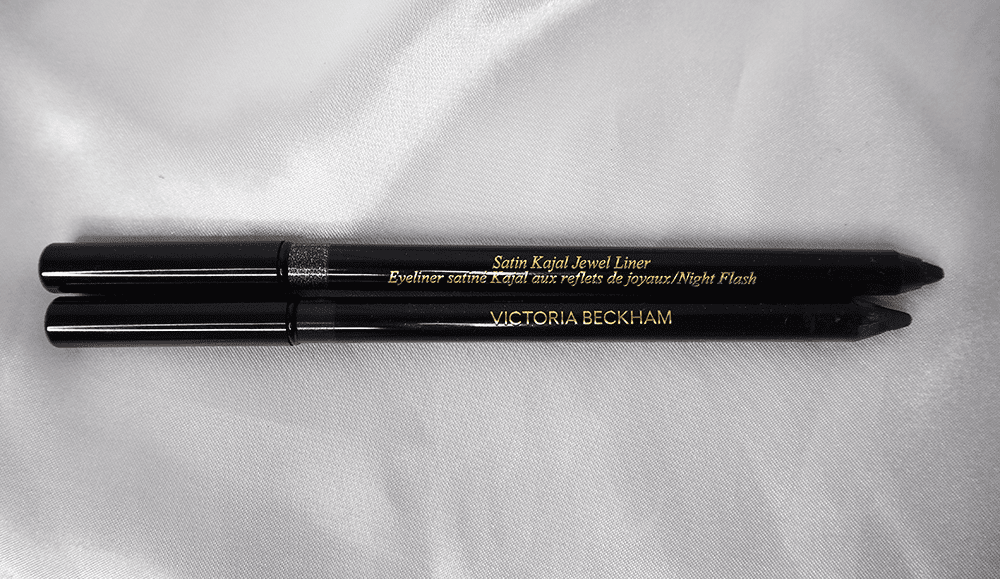 Satin Kajal Jewel Liner
Eyeliner satiné Kajal aux reflets de joyaux/Night Flash
VICTORIA BECKHAM